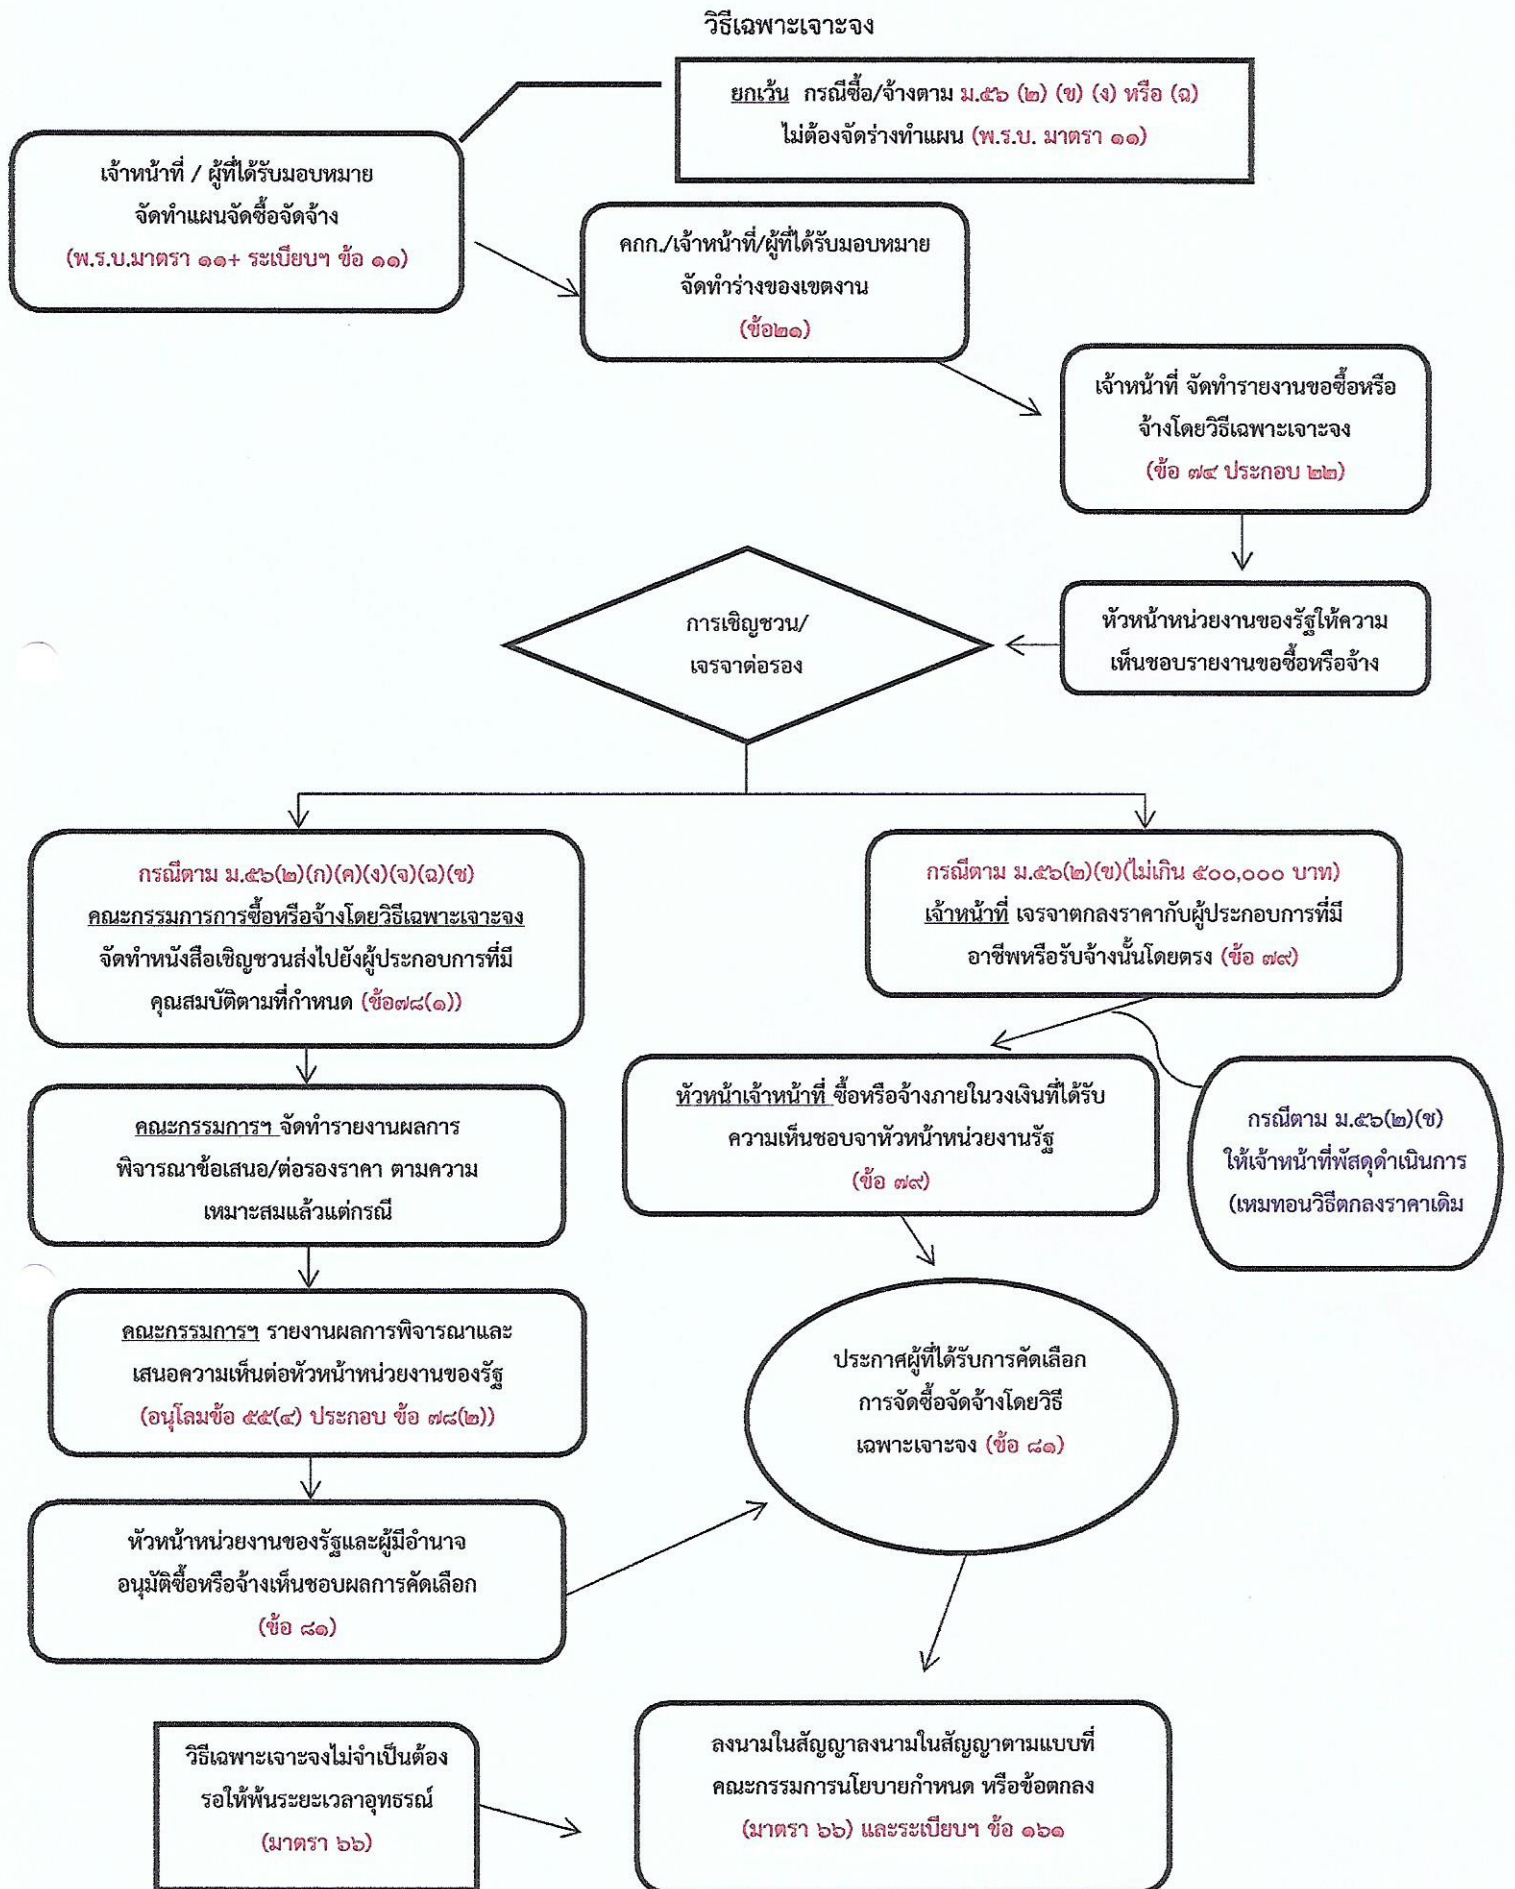 วิธีเฉพาะเจาะจง
ยกเว้น กรณีซื้อ/จ้างตาม ม.๕๖ (๒) (ข) (ง) หรือ (ฉ)
ไม่ต้องจัดร่างทำแผน (พ.ร.บ. มาตรา ๑๑)
เจ้าหน้าที่ / ผู้ที่ได้รับมอบหมาย
จัดทำแผนจัดซื้อจัดจ้าง
(พ.ร.บ.มาตรา ๑๑+ ระเบียบฯ ข้อ ๑๑)
คกก./เจ้าหน้าที่/ผู้ที่ได้รับมอบหมาย
จัดทำร่างของเขตงาน
(ข้อ๒๑)
เจ้าหน้าที่ จัดทำรายงานขอซื้อหรือ
จ้างโดยวิธีเฉพาะเจาะจง
(ข้อ ๗๔ ประกอบ ๒๒)
หัวหน้าหน่วยงานของรัฐให้ความ
เห็นชอบรายงานขอซื้อหรือจ้าง
การเชิญชวน/
เจรจาต่อรอง
กรณีตาม ม.๕๖(๒)(ก)(ค)(ง)(จ)(ฉ)(ช)
คณะกรรมการการซื้อหรือจ้างโดยวิธีเฉพาะเจาะจง
จัดทำหนังสือเชิญชวนส่งไปยังผู้ประกอบการที่มี
คุณสมบัติตามที่กำหนด (ข้อ๗๘(๑))
กรณีตาม ม.๕๖(๒)(ข)(ไม่เกิน ๕๐๐,๐๐๐ บาท)
เจ้าหน้าที่ เจรจาตกลงราคากับผู้ประกอบการที่มี
อาชีพหรือรับจ้างนั้นโดยตรง (ข้อ ๗๙)
คณะกรรมการฯ จัดทำรายงานผลการ
พิจารณาข้อเสนอ/ต่อรองราคา ตามความ
เหมาะสมแล้วแต่กรณี
หัวหน้าเจ้าหน้าที่ ซื้อหรือจ้างภายในวงเงินที่ได้รับ
ความเห็นชอบจาหัวหน้าหน่วยงานรัฐ
(ข้อ ๗๙)
กรณีตาม ม.๕๖(๒)(ช)
ให้เจ้าหน้าที่พัสดุดำเนินการ
(เหมทอนวิธีตกลงราคาเดิม
คณะกรรมการฯ รายงานผลการพิจารณาและ
เสนอความเห็นต่อหัวหน้าหน่วยงานของรัฐ
(อนุโลมข้อ ๕๕(๔) ประกอบ ข้อ ๗๘(๒))
ประกาศผู้ที่ได้รับการคัดเลือก
การจัดซื้อจัดจ้างโดยวิธี
เฉพาะเจาะจง (ข้อ ๘๑)
หัวหน้าหน่วยงานของรัฐและผู้มีอำนาจ
อนุมัติซื้อหรือจ้างเห็นชอบผลการคัดเลือก
(ข้อ ๘๑)
วิธีเฉพาะเจาะจงไม่จำเป็นต้อง
รอให้พ้นระยะเวลาอุทธรณ์
(มาตรา ๖๖)
ลงนามในสัญญาลงนามในสัญญาตามแบบที่
คณะกรรมการนโยบายกำหนด หรือข้อตกลง
(มาตรา ๖๖) และระเบียบฯ ข้อ ๑๖๑